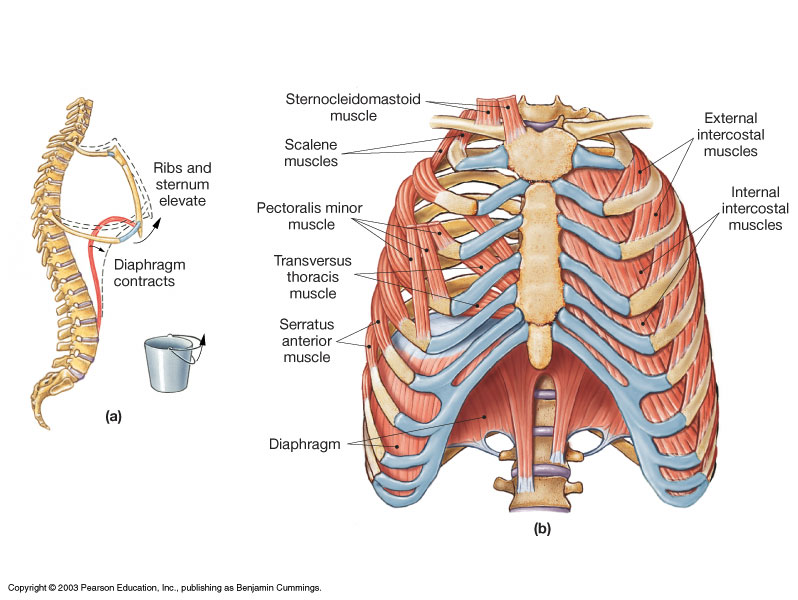 Ribs and
sternum
elevate
Diaphragm
contracts
(a)
Sternocleidomastoid
muscle
Scalene
muscles
Pectoralis minor
muscle
Transversus
thoracis
muscle
Serratus
anterior
muscle
Diaphragm
External
intercostal
muscles
Internal
intercostal
muscles
(b)
Copyright © 2003 Pearson Education, Inc., publishing as Benjamin Cummings.